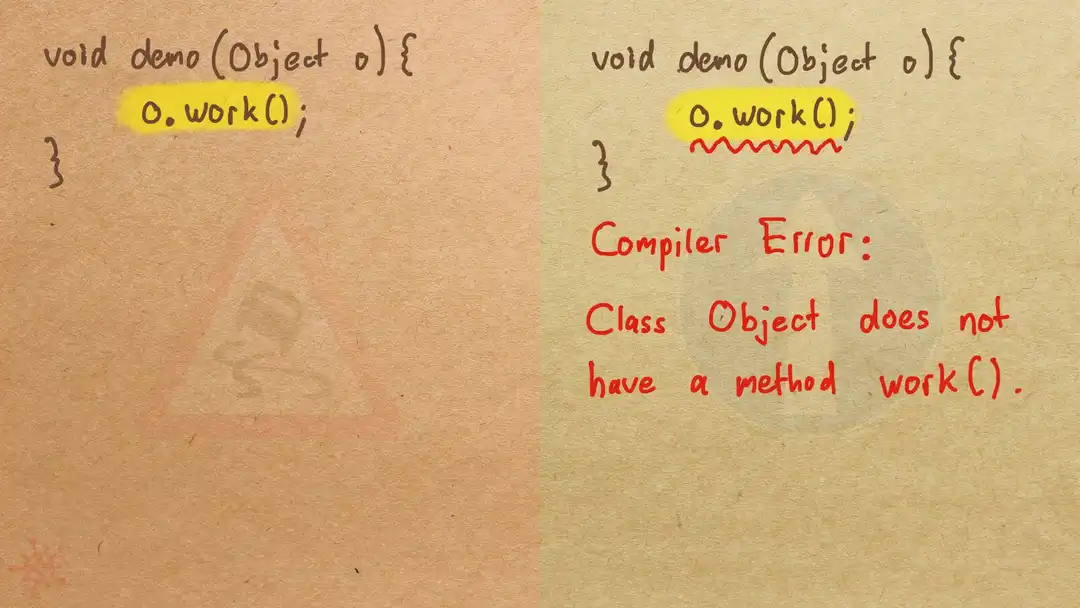 void demo(Object o){
o.work();
}
void demo(Object o){
o.work();
}
Compiler Error:
Class Object does not
have a method work().